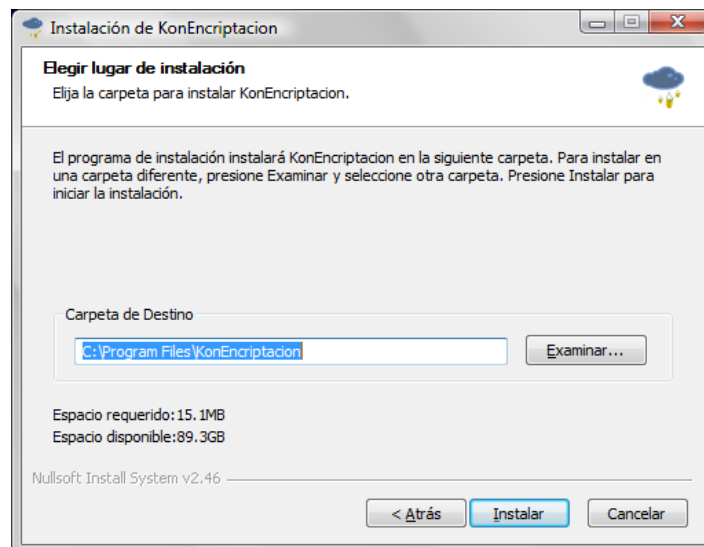 Instalación de KonEncriptacion
Elegir lugar de instalación
Elija la carpeta para instalar KonEncriptacion.
El programa de instalación instalará KonEncriptacion en la siguiente carpeta. Para instalar en
una carpeta diferente, presione Examinar y seleccione otra carpeta. Presione Instalar para
iniciar la instalación.
Carpeta de Destino
C:\Program Files\KonEncriptacion
Examinar...
Espacio requerido:15.1MB
Espacio disponible:89.3GB
Nullsoft Install System v2.46
< Atrás
Instalar
Cancelar